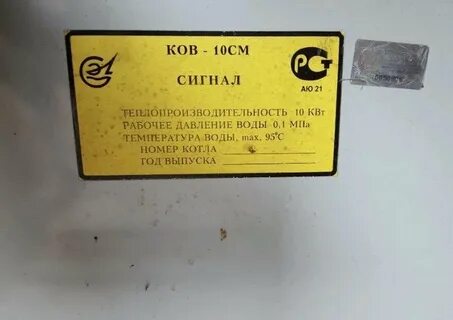 КОВ - 10СМ
СИГНАЛ
АЮ 21
ТЕПЛОПРОИЗВОДИТЕЛЬНОСТЬ 10 КВт
РАБОЧЕЕ ДАВЛЕНИЕ ВОДЫ 0,1 МПа
ТЕМПЕРАТУРА ВОДЫ, max. 95°С
НОМЕР КОТЛА
ГОД ВЫПУСКА